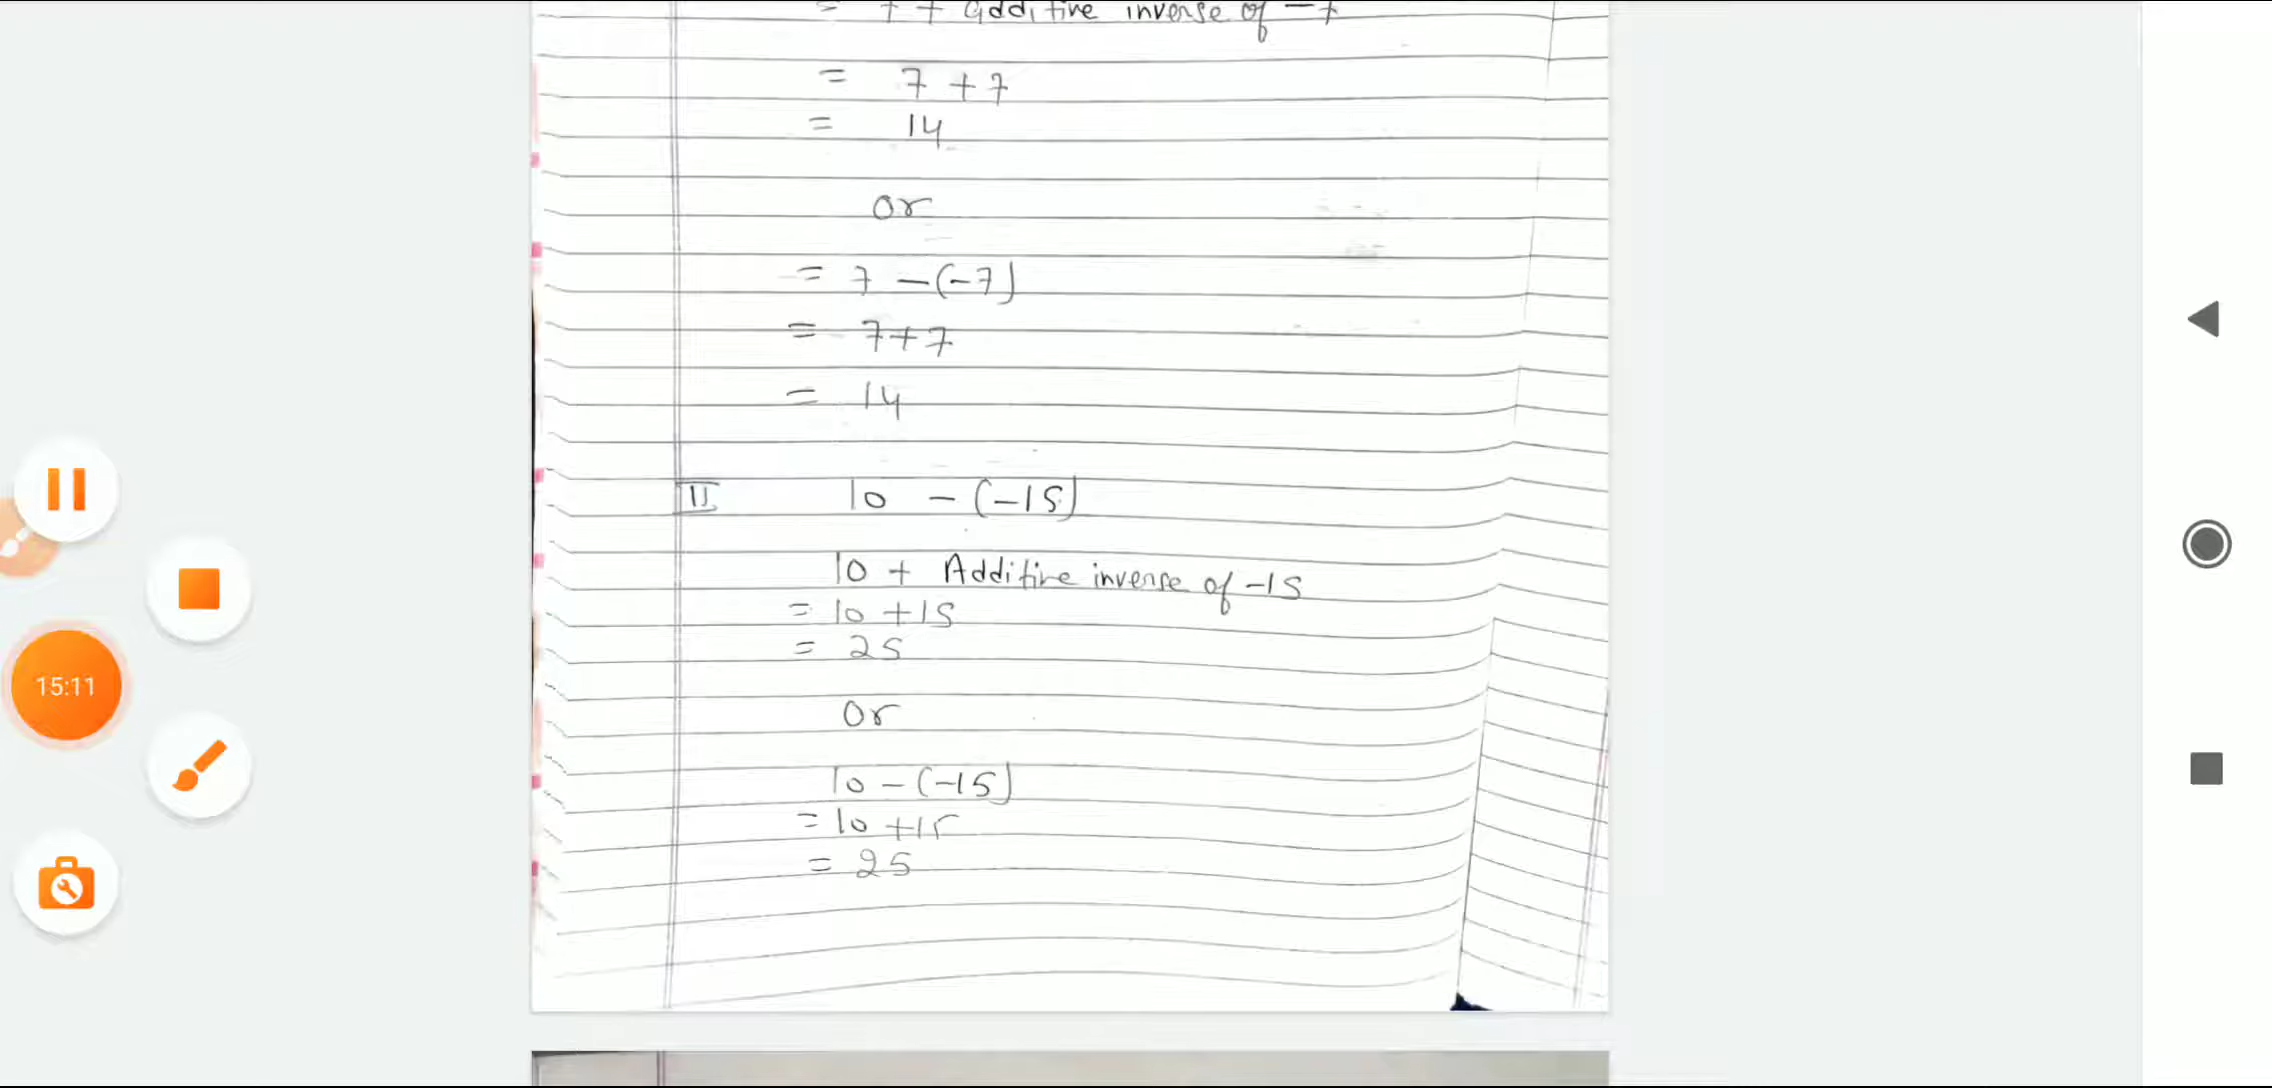 = 7 + additive inverse of -7
= 7 + 7
= 14
or
= 7 - (-7)
= 7+7
= 14
II 10 - (-15)
10 + Additive inverse of -15
= 10 +15
= 25
or
10 - (-15)
= 10 +15
= 25
15:11